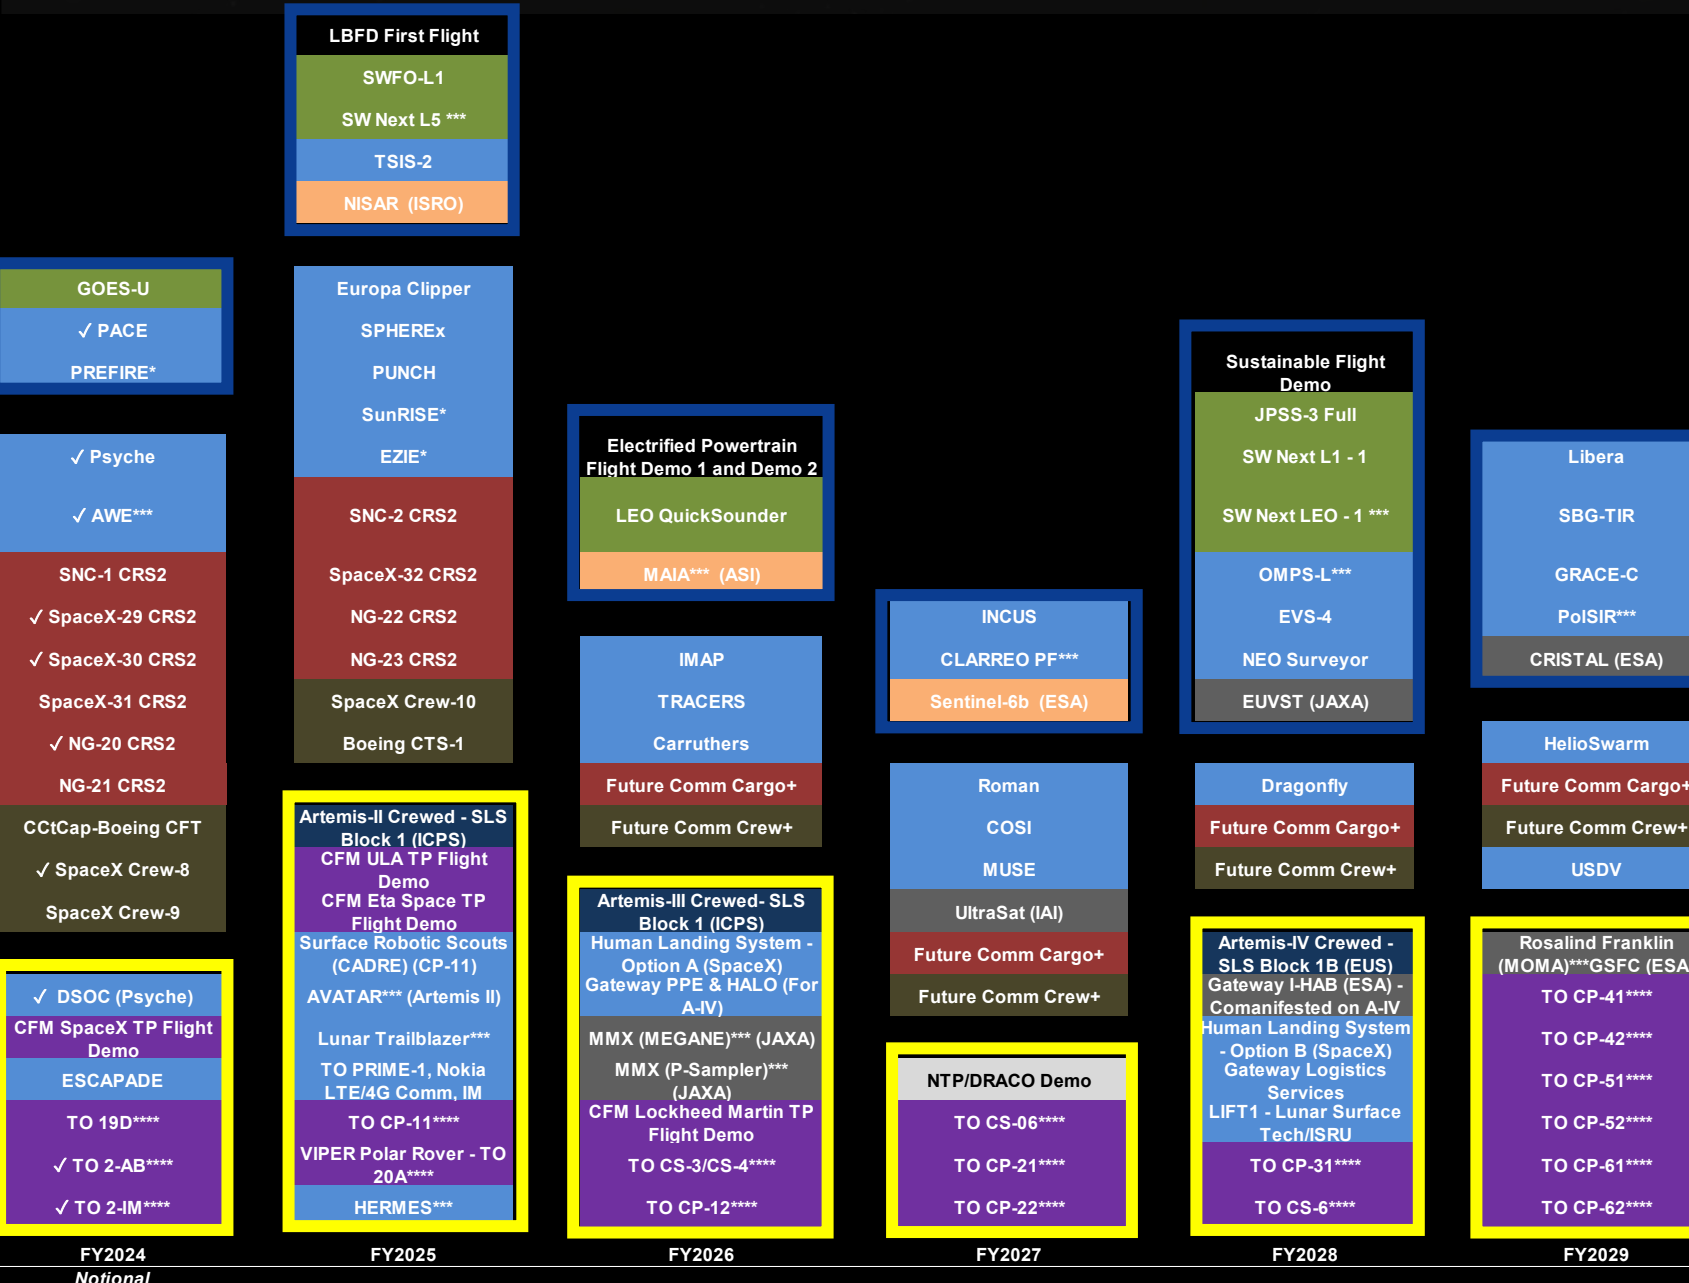 LBFD First Flight
SWFO-L1
SW Next L5 ***
TSIS-2
NISAR (ISRO)
GOES-U
✓ PACE
PREFIRE*
✓ Psyche
✓ AWE***
SNC-1 CRS2
✓ SpaceX-29 CRS2
✓ SpaceX-30 CRS2
SpaceX-31 CRS2
✓ NG-20 CRS2
NG-21 CRS2
CCtCap-Boeing CFT
✓ SpaceX Crew-8
SpaceX Crew-9
✓ DSOC (Psyche)
CFM SpaceX TP Flight
Demo
ESCAPADE
TO 19D****
✓ TO 2-AB****
✓ TO 2-IM****
FY2024
Notional
Europa Clipper
SPHEREx
PUNCH
SunRISE*
EZIE*
SNC-2 CRS2
SpaceX-32 CRS2
NG-22 CRS2
NG-23 CRS2
SpaceX Crew-10
Boeing CTS-1
Artemis-II Crewed - SLS
Block 1 (ICPS)
CFM ULA TP Flight
Demo
CFM Eta Space TP
Flight Demo
Surface Robotic Scouts
(CADRE) (CP-11)
AVATAR*** (Artemis II)
Lunar Trailblazer***
TO PRIME-1, Nokia
LTE/4G Comm, IM
TO CP-11****
VIPER Polar Rover - TO
20A****
HERMES***
FY2025
Electrified Powertrain
Flight Demo 1 and Demo 2
LEO QuickSounder
MAIA*** (ASI)
IMAP
TRACERS
Carruthers
Future Comm Cargo+
Future Comm Crew+
Artemis-III Crewed- SLS
Block 1 (ICPS)
Human Landing System -
Option A (SpaceX)
Gateway PPE & HALO (For
A-IV)
MMX (MEGANE)*** (JAXA)
MMX (P-Sampler)***
(JAXA)
CFM Lockheed Martin TP
Flight Demo
TO CS-3/CS-4****
TO CP-12****
FY2026
INCUS
CLARREO PF***
Sentinel-6b (ESA)
Roman
COSI
MUSE
UltraSat (IAI)
Future Comm Cargo+
Future Comm Crew+
NTP/DRACO Demo
TO CS-06****
TO CP-21****
TO CP-22****
FY2027
Sustainable Flight
Demo
JPSS-3 Full
SW Next L1 - 1
SW Next LEO - 1 ***
OMPS-L***
EVS-4
NEO Surveyor
EUVST (JAXA)
Dragonfly
Future Comm Cargo+
Future Comm Crew+
Artemis-IV Crewed -
SLS Block 1B (EUS)
Gateway I-HAB (ESA) -
Comanifested on A-IV
Human Landing System
- Option B (SpaceX)
Gateway Logistics
Services
LIFT1 - Lunar Surface
Tech/ISRU
TO CP-31****
TO CS-6****
FY2028
Libera
SBG-TIR
GRACE-C
PolSIR***
CRISTAL (ESA)
HelioSwarm
Future Comm Cargo+
Future Comm Crew+
USDV
Rosalind Franklin
(MOMA)***GSFC (ESA
TO CP-41****
TO CP-42****
TO CP-51****
TO CP-52****
TO CP-61****
TO CP-62****
FY2029